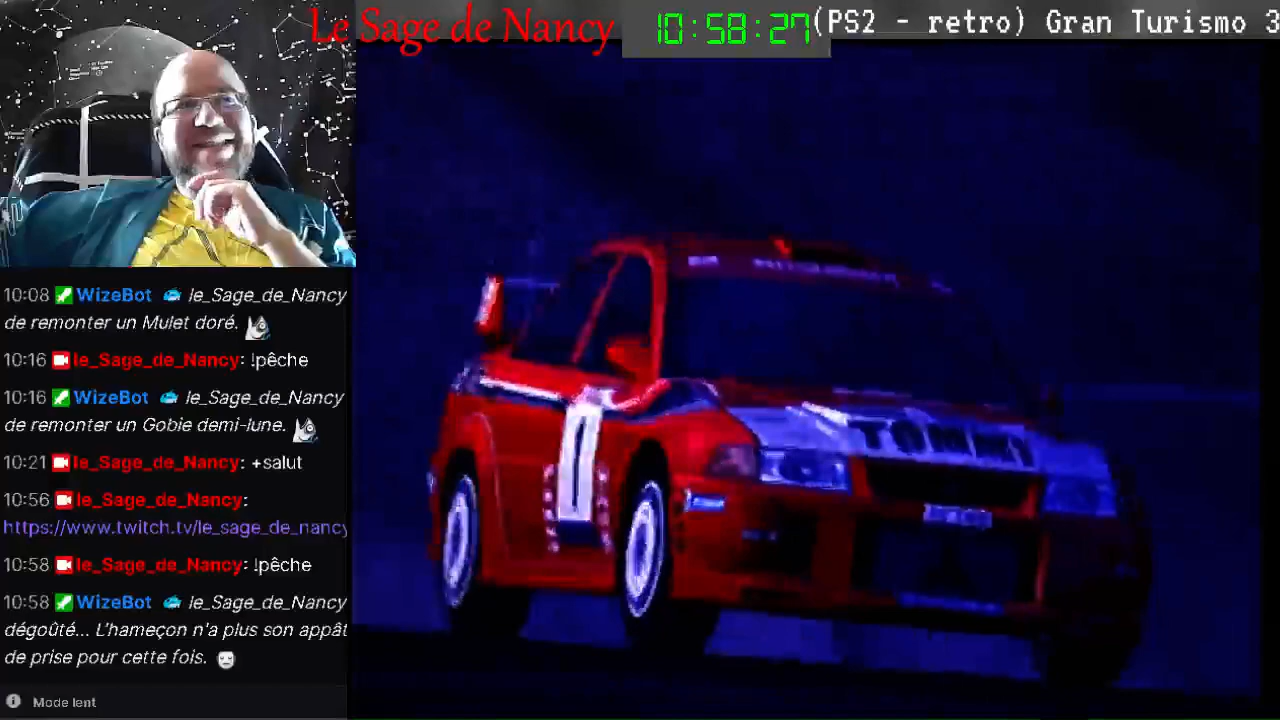 Le Sage de Nancy
10:58:27
(PS2 - retro) Gran Turismo 3
10:08 WizeBot le_Sage_de_Nancy
de remonter un Mulet doré.
10:16 le_Sage_de_Nancy: !pêche
10:16 WizeBot le_Sage_de_Nancy
de remonter un Gobie demi-lune.
10:21 le_Sage_de_Nancy: +salut
10:56 le_Sage_de_Nancy:
https://www.twitch.tv/le_sage_de_nancy
10:58 le_Sage_de_Nancy: !pêche
10:58 WizeBot le_Sage_de_Nancy
dégoûté... L'hameçon n'a plus son appât
de prise pour cette fois.
Mode lent
1